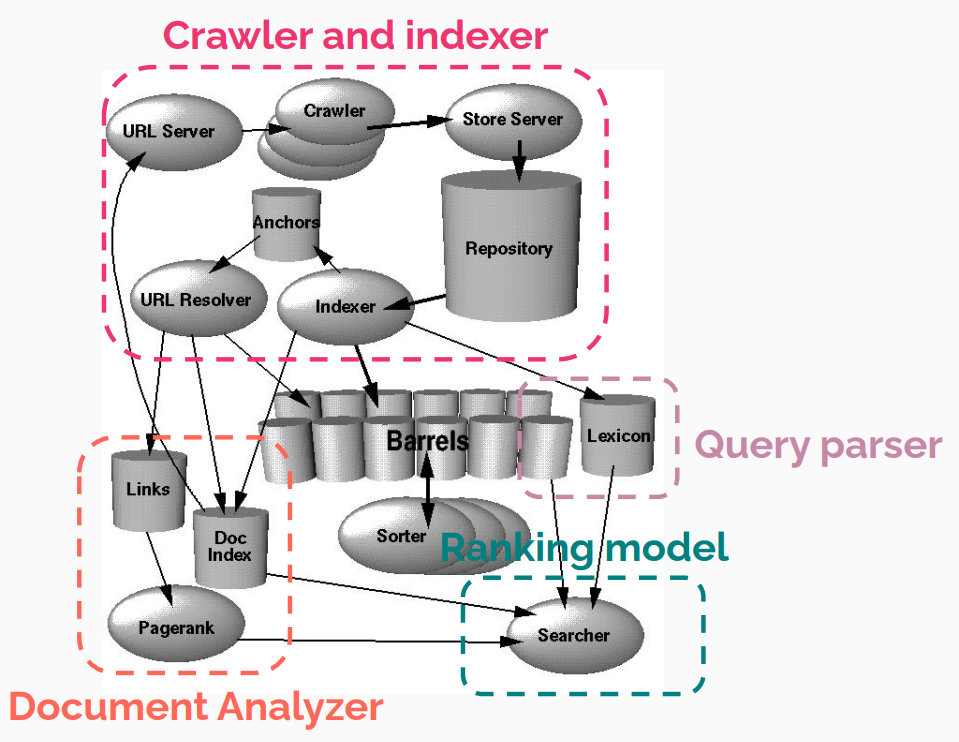 Crawler and indexer
Crawler
URL Server
Store Server
Anchors
Repository
URL Resolver
Indexer
Barrels
Lexicon
Query parser
Links
Doc
Index
Sorter
Ranking model
Pagerank
Searcher
Document Analyzer